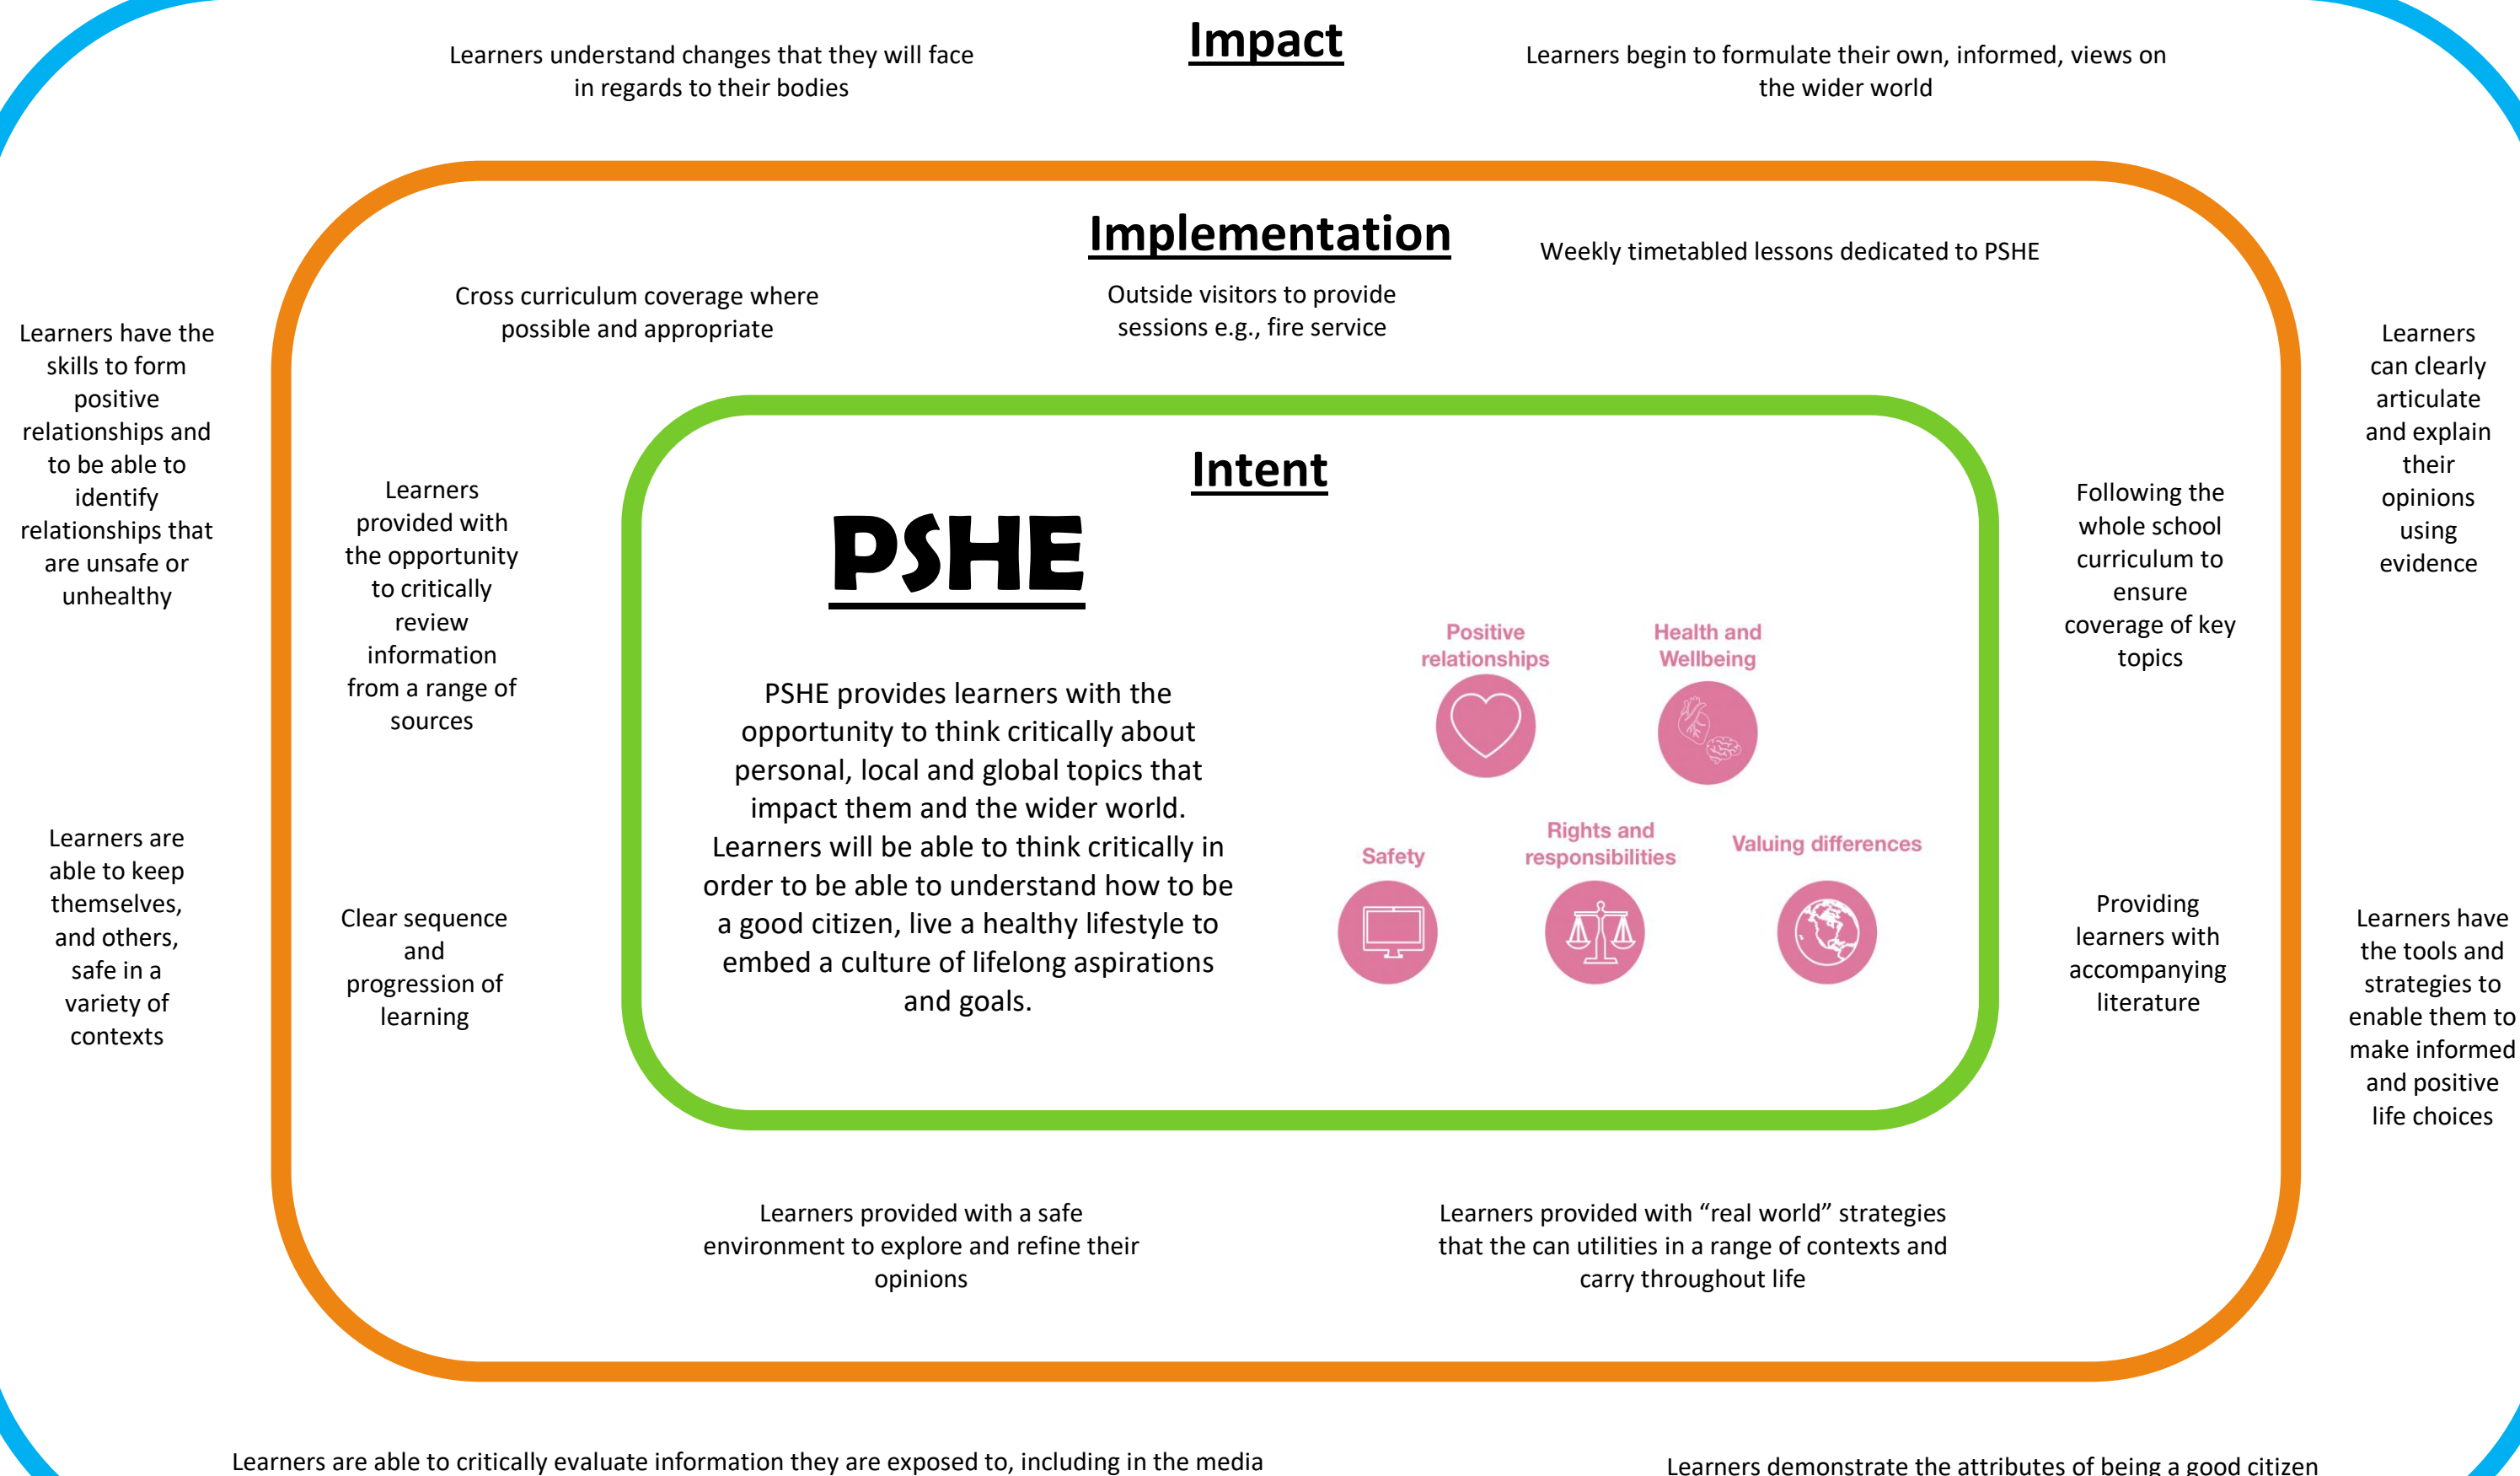 Impact
Learners understand changes that they will face
in regards to their bodies
Learners begin to formulate their own, informed, views on
the wider world
Implementation
Weekly timetabled lessons dedicated to PSHE
Cross curriculum coverage where
possible and appropriate
Outside visitors to provide
sessions e.g., fire service
Learners have the
skills to form
positive
relationships and
to be able to
identify
relationships that
are unsafe or
unhealthy
Learners
can clearly
articulate
and explain
their
opinions
using
evidence
Learners
provided with
the opportunity
to critically
review
information
from a range of
sources
Intent
PSHE
Following the
whole school
curriculum to
ensure
coverage of key
topics
PSHE provides learners with the
opportunity to think critically about
personal, local and global topics that
impact them and the wider world.
Learners will be able to think critically in
order to be able to understand how to be
a good citizen, live a healthy lifestyle to
embed a culture of lifelong aspirations
and goals.
Positive
relationships
Health and
Wellbeing
Safety
Rights and
responsibilities
Valuing differences
Learners are
able to keep
themselves,
and others,
safe in a
variety of
contexts
Clear sequence
and
progression of
learning
Providing
learners with
accompanying
literature
Learners have
the tools and
strategies to
enable them to
make informed
and positive
life choices
Learners provided with a safe
environment to explore and refine their
opinions
Learners provided with “real world” strategies
that the can utilities in a range of contexts and
carry throughout life
Learners are able to critically evaluate information they are exposed to, including in the media
Learners demonstrate the attributes of being a good citizen